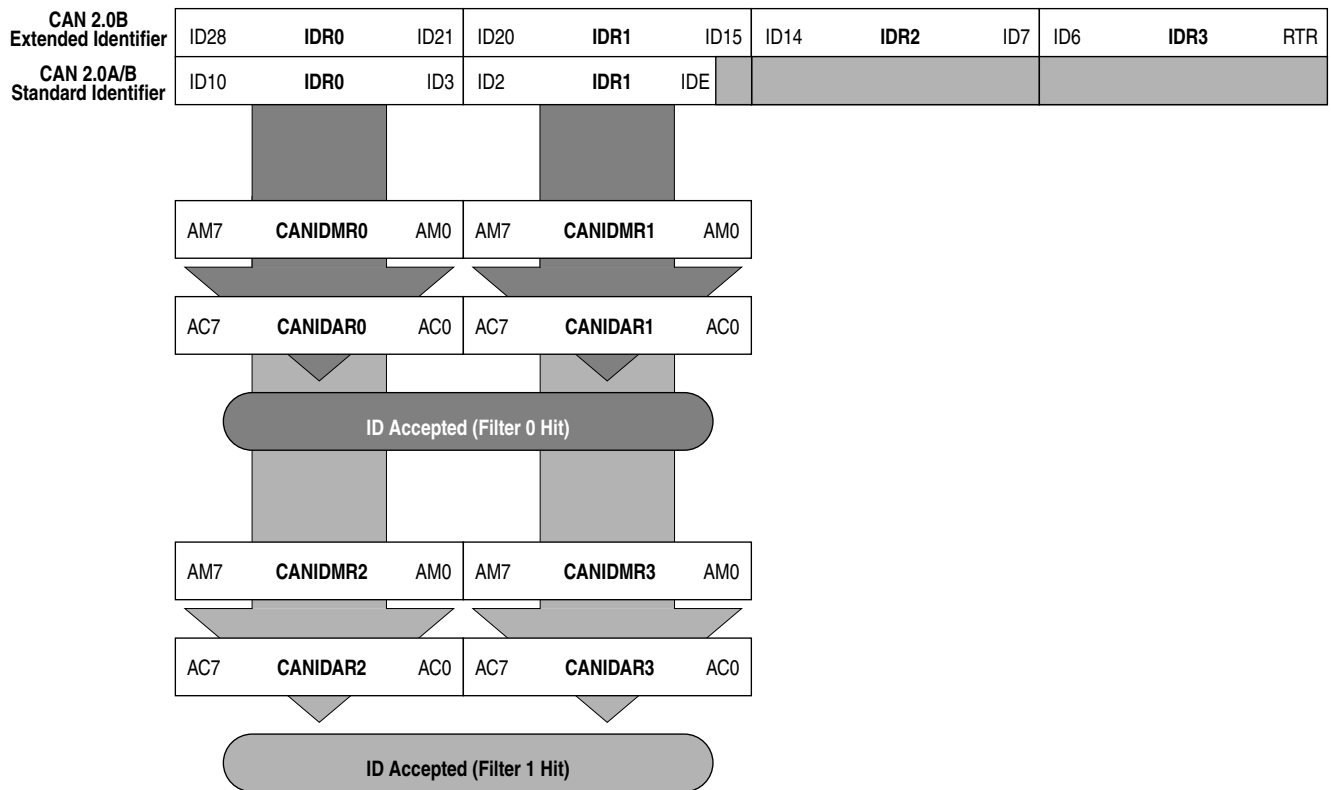 CAN 2.0B
Extended Identifier
ID28 IDR0 ID21 ID20 IDR1 ID15 ID14 IDR2 ID7 ID6 IDR3 RTR
CAN 2.0A/B
Standard Identifier
ID10 IDR0 ID3 ID2 IDR1 IDE
AM7 CANIDMR0 AM0 AM7 CANIDMR1 AM0
AC7 CANIDAR0 AC0 AC7 CANIDAR1 AC0
ID Accepted (Filter 0 Hit)
AM7 CANIDMR2 AM0 AM7 CANIDMR3 AM0
AC7 CANIDAR2 AC0 AC7 CANIDAR3 AC0
ID Accepted (Filter 1 Hit)